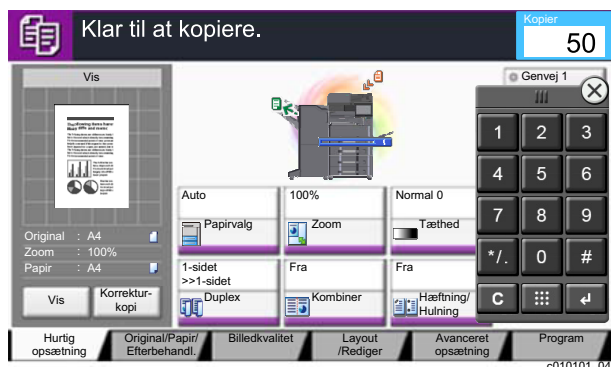 Klar til at kopiere.
Kopier
50
Vis
Genvej 1
Original : A4
Zoom : 100%
Papir : A4
Vis
Korrektur-
kopi
Auto
Papirvalg
100%
Zoom
Normal 0
Tæthed
1-sidet
>>1-sidet
Duplex
Fra
Kombiner
Fra
Hæftning/
Hulning
1 2 3
4 5 6
7 8 9
*/. 0 #
C
Hurtig
opsætning
Original/Papir/
Efterbehandl.
Billedkvalitet
Layout
/Rediger
Avanceret
opsætning
Program
c010101_04